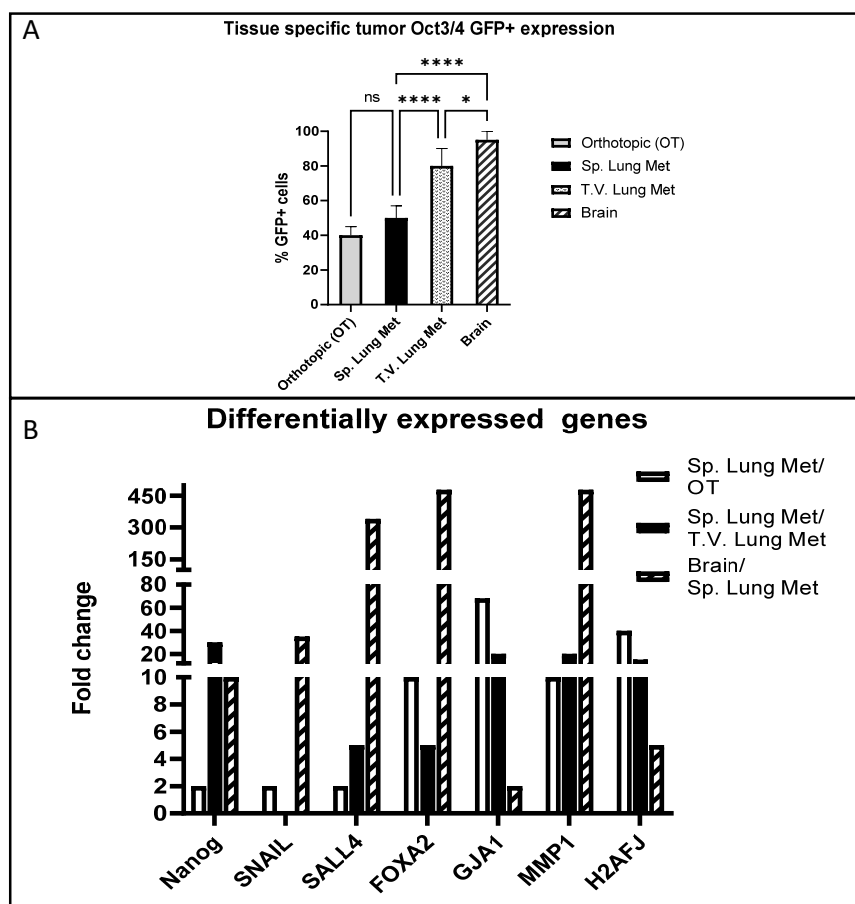 A
Tissue specific tumor Oct3/4 GFP+ expression
****
ns
****
*
100
80
60
40
20
0
% GFP+ cells
Orthotopic (OT)
Sp. Lung Met
T.V. Lung Met
Brain
Orthotopic (OT)
Sp. Lung Met
T.V. Lung Met
Brain
B
Differentially expressed genes
Sp. Lung Met/
OT
Sp. Lung Met/
T.V. Lung Met
Brain/
Sp. Lung Met
450
300
150
80
60
40
20
10
8
6
4
2
0
Fold change
Nanog
SNAIL
SALL4
FOXA2
GJA1
MMP1
H2AFJ